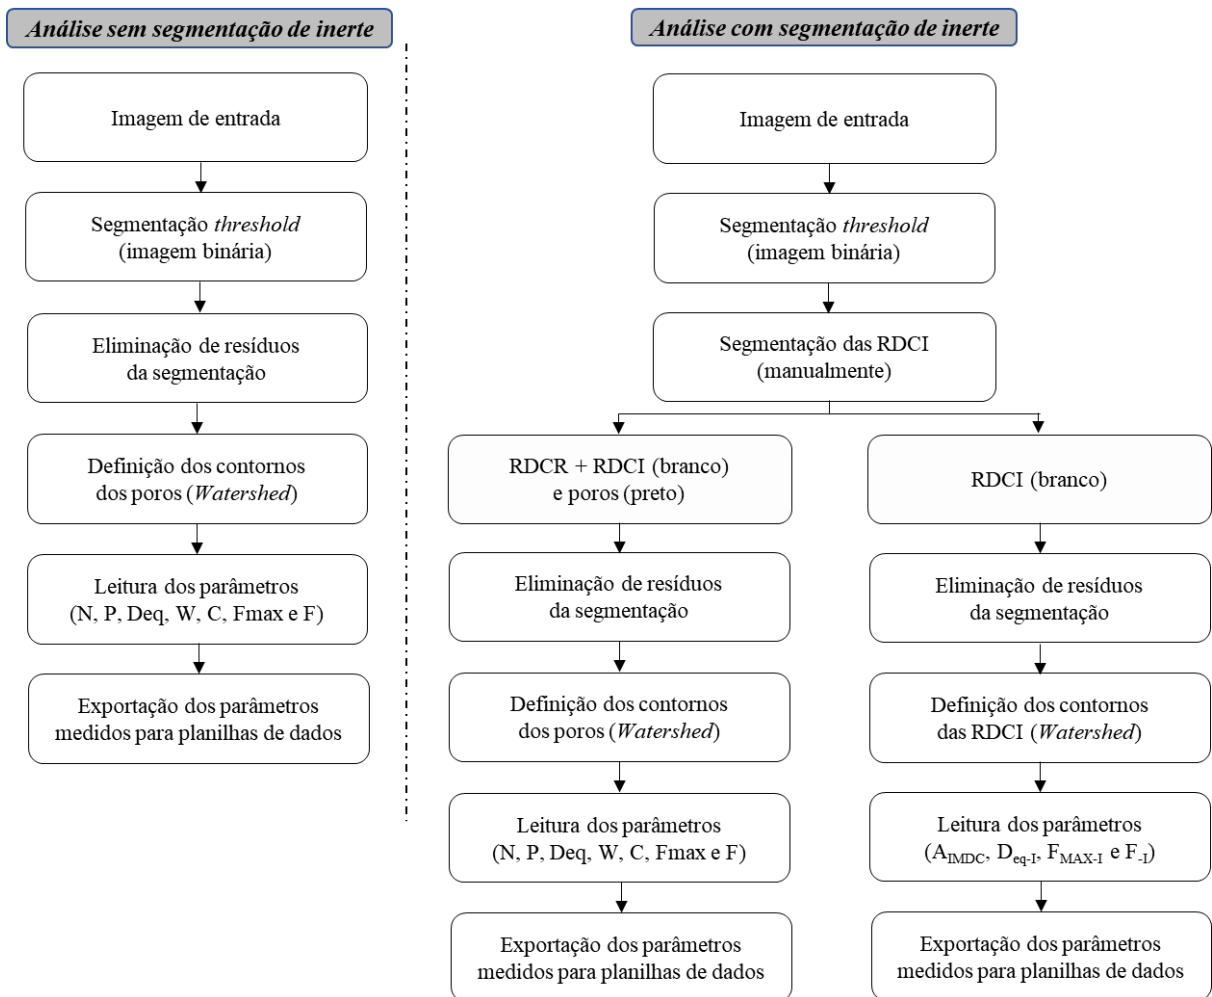 Análise sem segmentação de inerte
Imagem de entrada
Segmentação threshold
(imagem binária)
Eliminação de resíduos
da segmentação
Definição dos contornos
dos poros (Watershed)
Leitura dos parâmetros
(N, P, Deq, W, C, Fmax e F)
Exportação dos parâmetros
medidos para planilhas de dados
Análise com segmentação de inerte
Imagem de entrada
Segmentação threshold
(imagem binária)
Segmentação das RDCI
(manualmente)
RDCR + RDCI (branco)
e poros (preto)
Eliminação de resíduos
da segmentação
Definição dos contornos
dos poros (Watershed)
Leitura dos parâmetros
(N, P, Deq, W, C, Fmax e F)
Exportação dos parâmetros
medidos para planilhas de dados
RDCI (branco)
Eliminação de resíduos
da segmentação
Definição dos contornos
das RDCI (Watershed)
Leitura dos parâmetros
(A_IMDC, D_eq-I, F_MAX-I e F_-I)
Exportação dos parâmetros
medidos para planilhas de dados